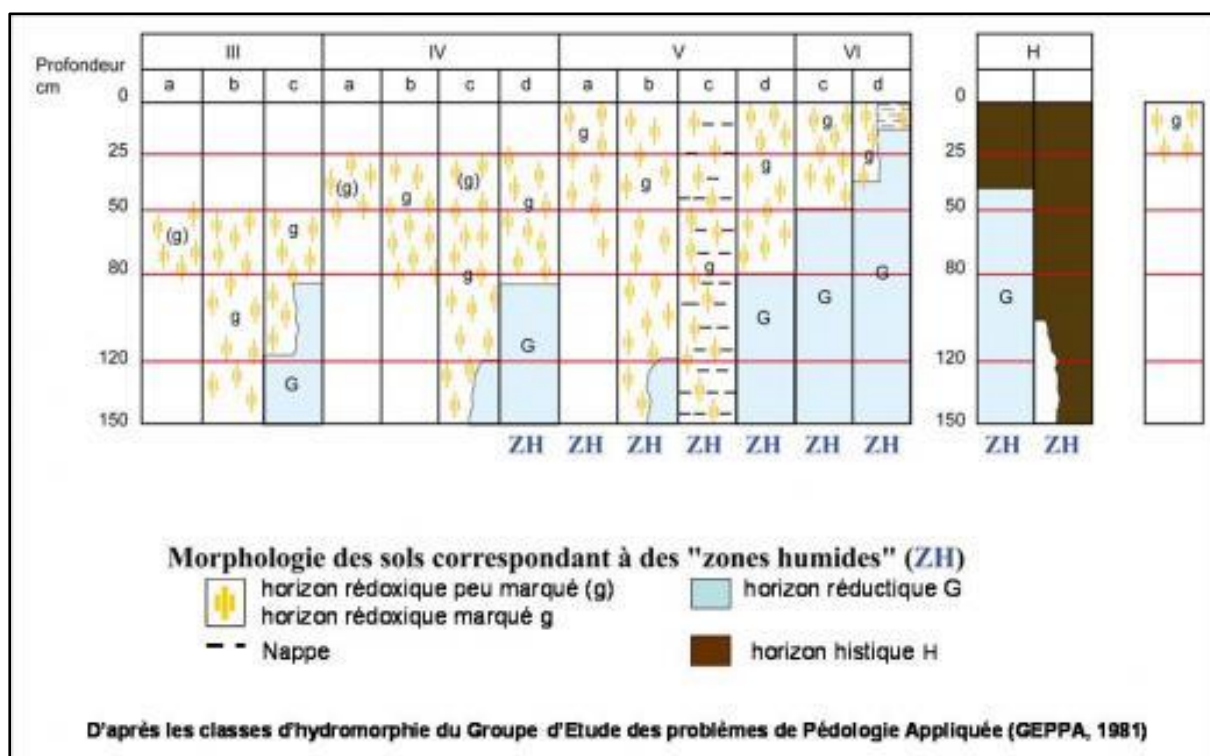 III IV V VI H
Profondeur
cm
a b c a b c d a b c d c d
0 0
g g g
g g
25 25
(g) (g) g g g
g
50 50
(g) g g
g
80 80
g g G
G G G
g
G
120 120
G
150 150
ZH ZH ZH ZH ZH ZH ZH ZH ZH
Morphologie des sols correspondant à des "zones humides" (ZH)
horizon rédoxique peu marqué (g) horizon réductique G
horizon rédoxique marqué g
Nappe horizon histique H
D'après les classes d'hydromorphie du Groupe d'Etude des problèmes de Pédologie Appliquée (GEPPA, 1981)